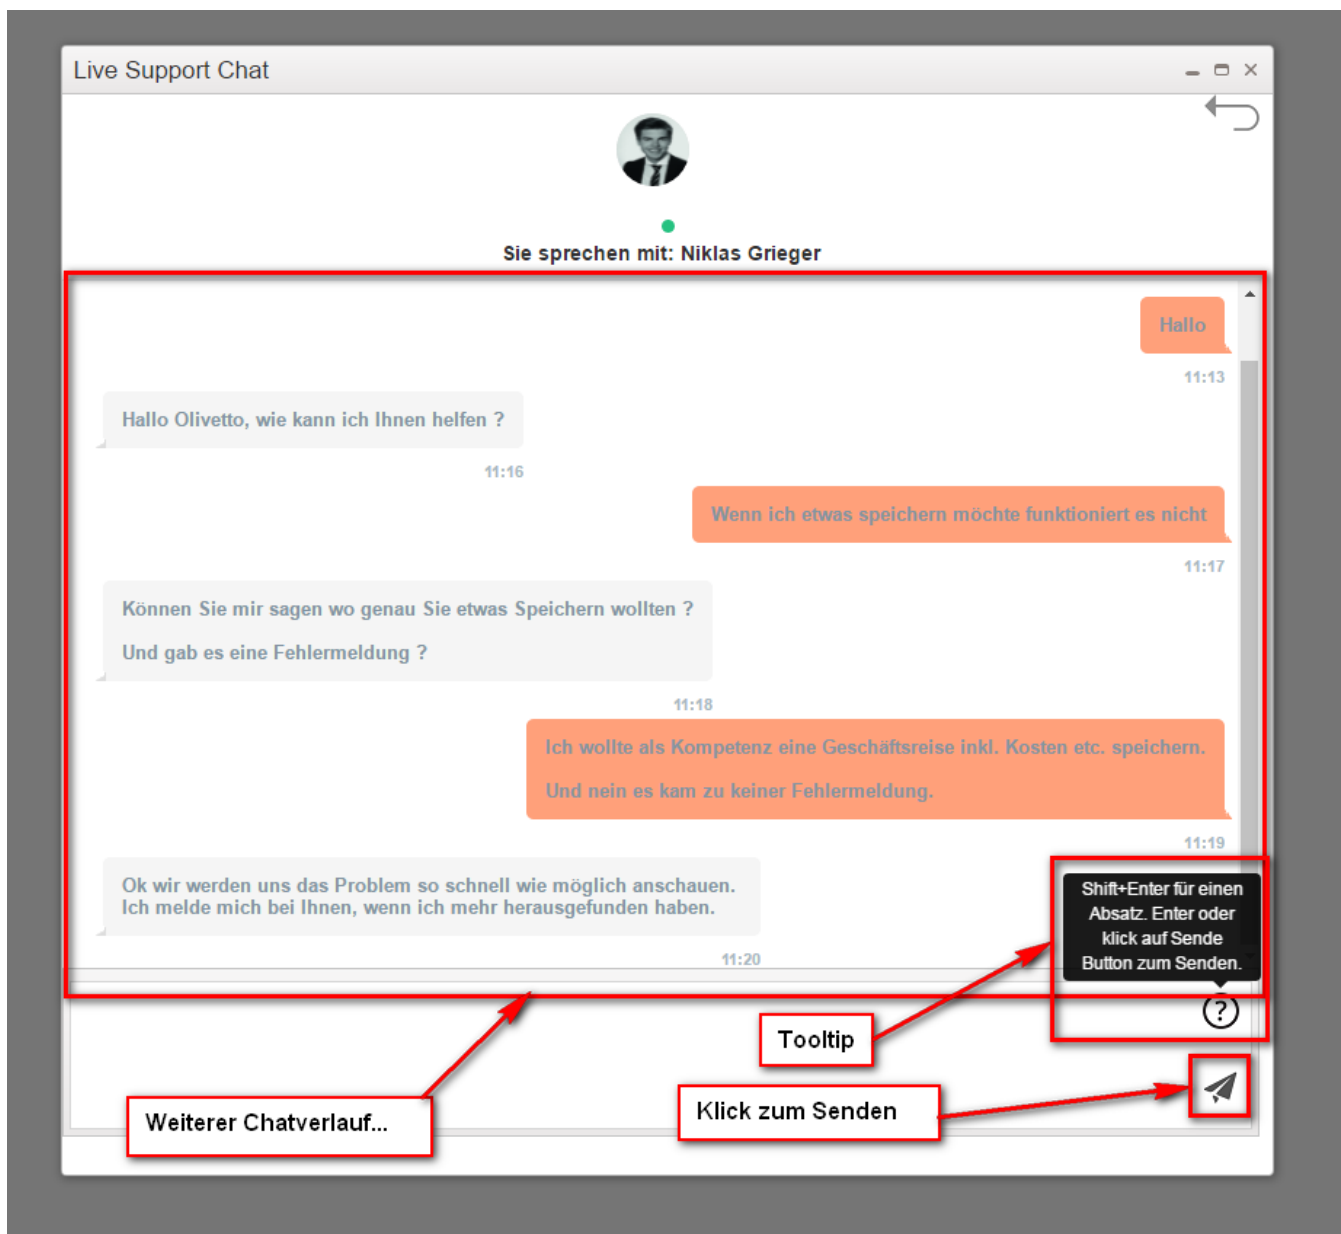 Live Support Chat
Sie sprechen mit: Niklas Grieger
Hallo
11:13
Hallo Olivetto, wie kann ich Ihnen helfen ?
11:16
Wenn ich etwas speichern möchte funktioniert es nicht
11:17
Können Sie mir sagen wo genau Sie etwas Speichern wollten ?
Und gab es eine Fehlermeldung ?
11:18
Ich wollte als Kompetenz eine Geschäftsreise inkl. Kosten etc. speichern.
Und nein es kam zu keiner Fehlermeldung.
11:19
Ok wir werden uns das Problem so schnell wie möglich anschauen.
Ich melde mich bei Ihnen, wenn ich mehr herausgefunden haben.
11:20
Shift+Enter für einen
Absatz. Enter oder
klick auf Sende
Button zum Senden.
?
Tooltip
Klick zum Senden
Weiterer Chatverlauf...